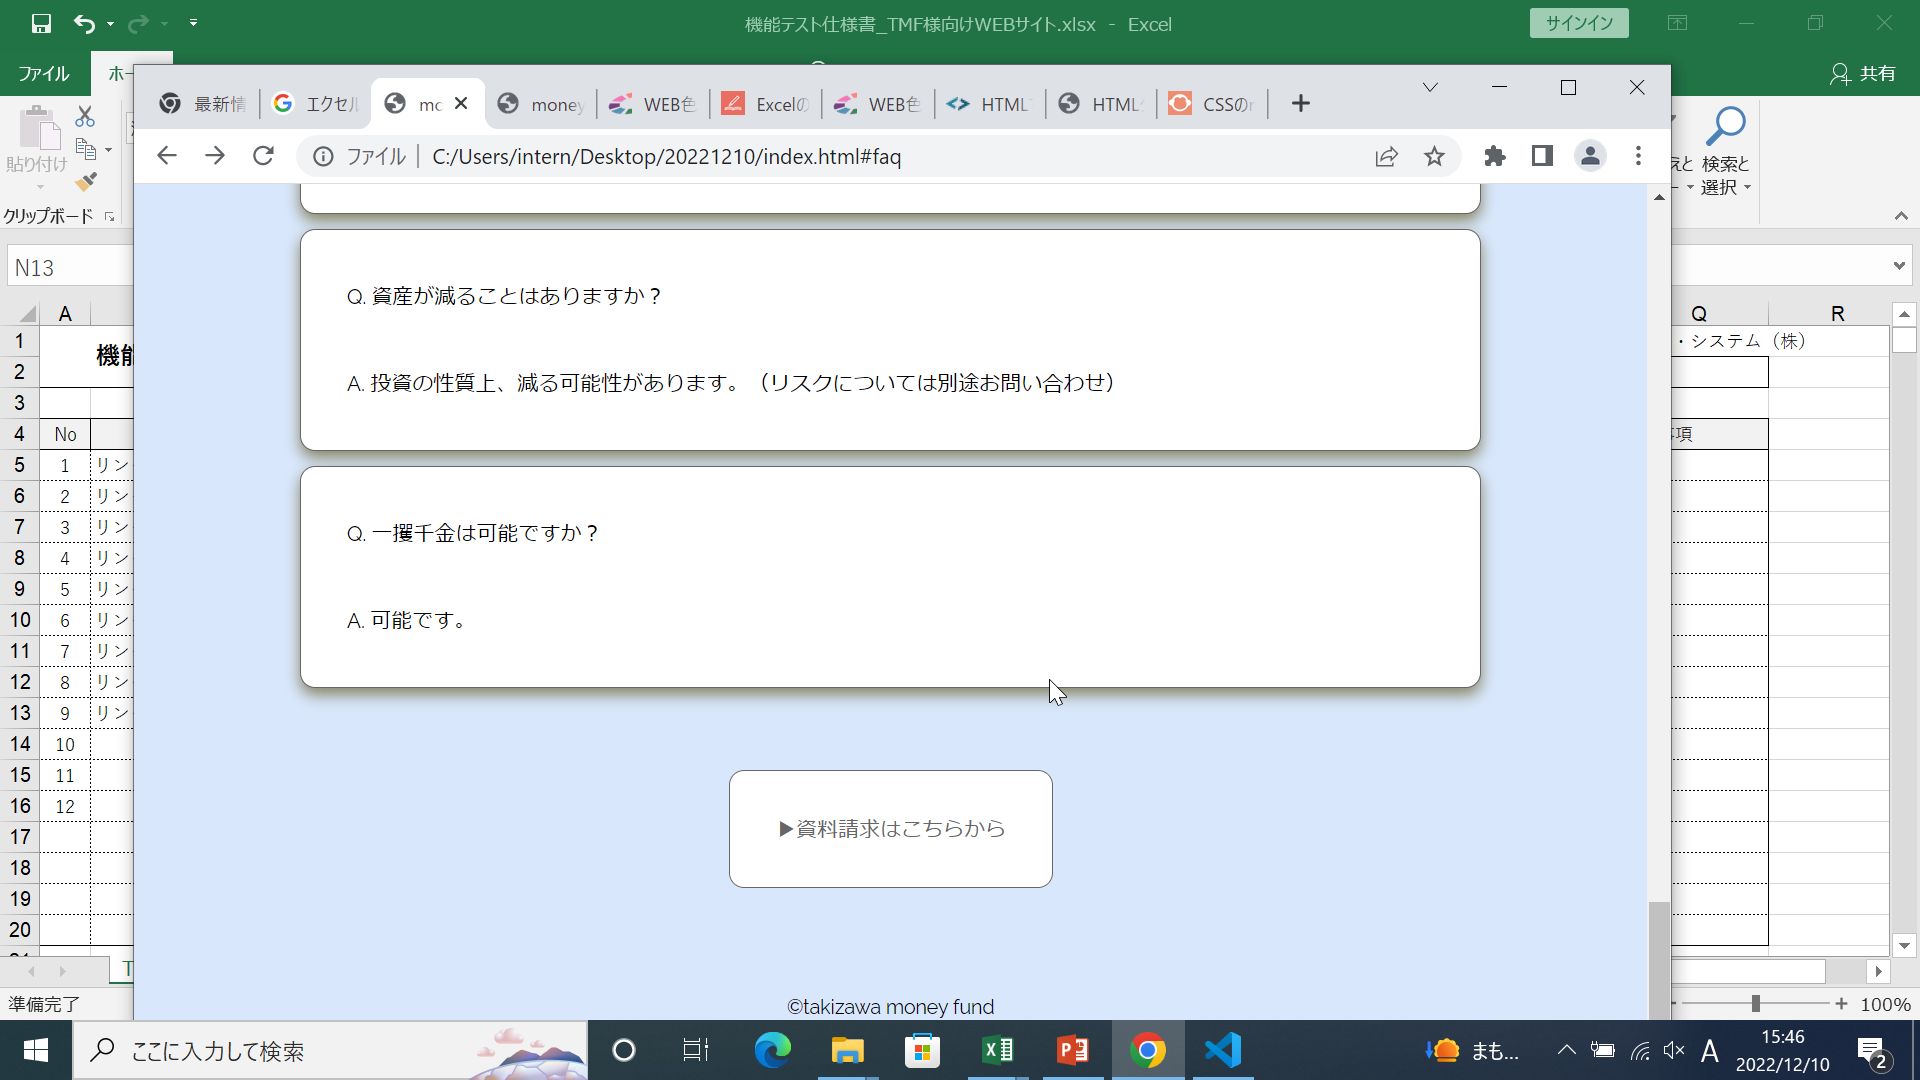 機能テスト仕様書_TMF様向けWEBサイト.xlsx - Excel
サインイン
ファイル
ホー
共有
最新情
エクセル
mc
money
WEB色
Excelの
WEB色
HTML
HTML
CSSの
貼り付け
クリップボード
ファイル C:/Users/intern/Desktop/20221210/index.html#faq
えと 検索と
選択
N13
A
Q
R
1
機能
・システム（株）
2
3
4 No
項
5 1 リン
6 2 リン
7 3 リン
8 4 リン
9 5 リン
10 6 リン
11 7 リン
12 8 リン
13 9 リン
14 10
15 11
16 12
17
18
19
20
Q. 資産が減ることはありますか？
A. 投資の性質上、減る可能性があります。（リスクについては別途お問い合わせ）
Q. 一攫千金は可能ですか？
A. 可能です。
▶資料請求はこちらから
©takizawa money fund
T
準備完了
100%
ここに入力して検索
まも...
A
15:46
2022/12/10
2